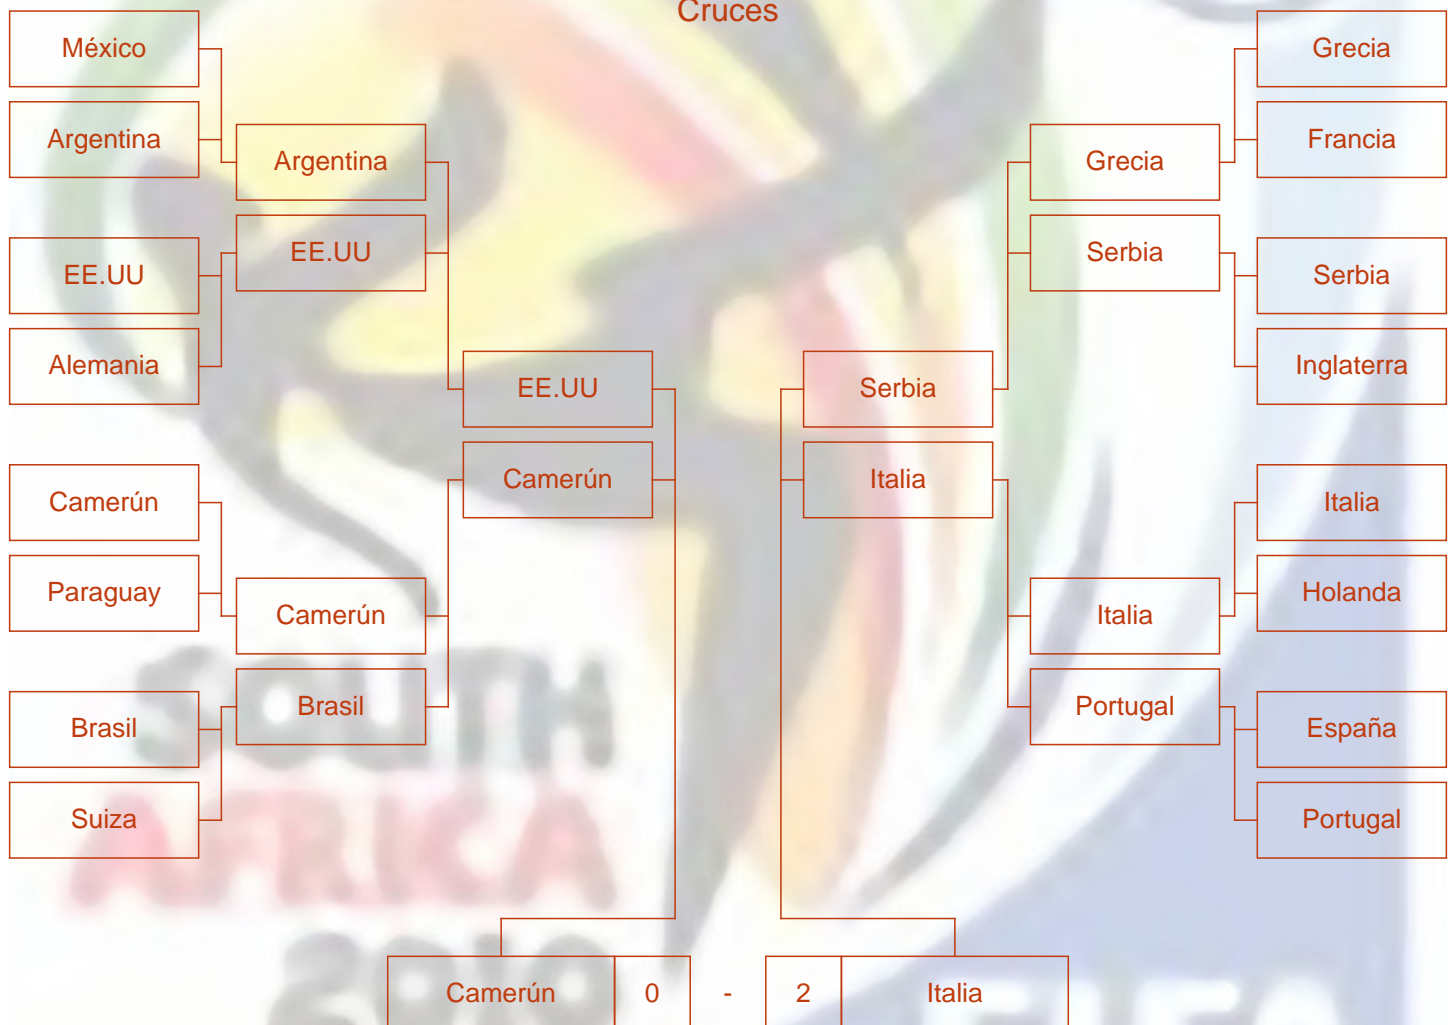 Cruces
México
Argentina
Argentina
EE.UU
EE.UU
Alemania
EE.UU
Camerún
Camerún
Paraguay
Camerún
Brasil
Brasil
Suiza
Grecia
Francia
Grecia
Serbia
Serbia
Inglaterra
Serbia
Italia
Italia
Holanda
Italia
Portugal
España
Portugal
SOUTH
AFRICA
2010
FIFA
Camerún 0 - 2 Italia